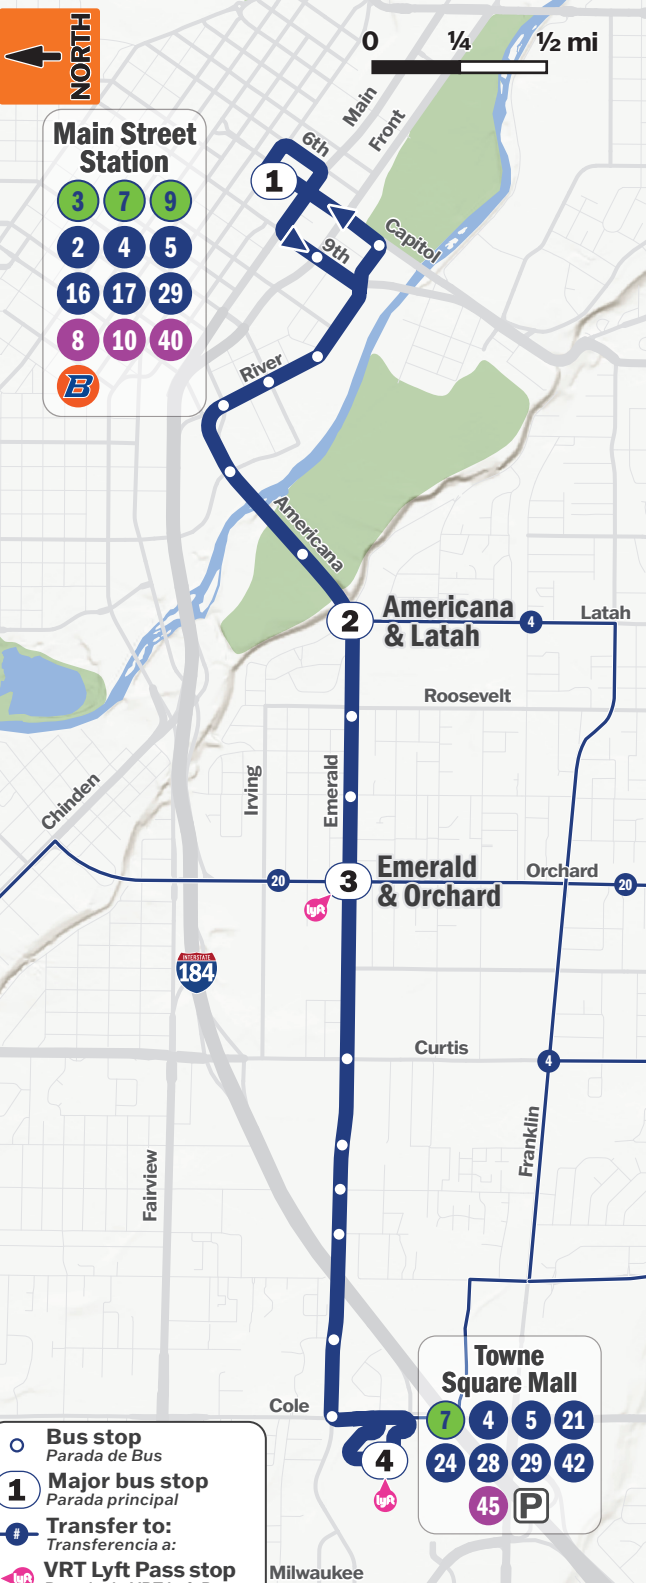 NORTH
0 ¼ ½ mi
Main
Front
6th
1
Main Street
Station
3 7 9
2 4 5
16 17 29
8 10 40
B
Capitol
9th
River
Americana
2
Americana
& Latah
4
Latah
Roosevelt
Irving
Emerald
Chinden
20
3
Emerald
& Orchard
Orchard
20
lyft
INTERSTATE
184
Curtis
4
Franklin
Fairview
Cole
4
lyft
Towne
Square Mall
7 4 5 21
24 28 29 42
45 P
Bus stop
Parada de Bus
1 Major bus stop
Parada principal
# Transfer to:
Transferencia a:
lyft VRT Lyft Pass stop
Milwaukee